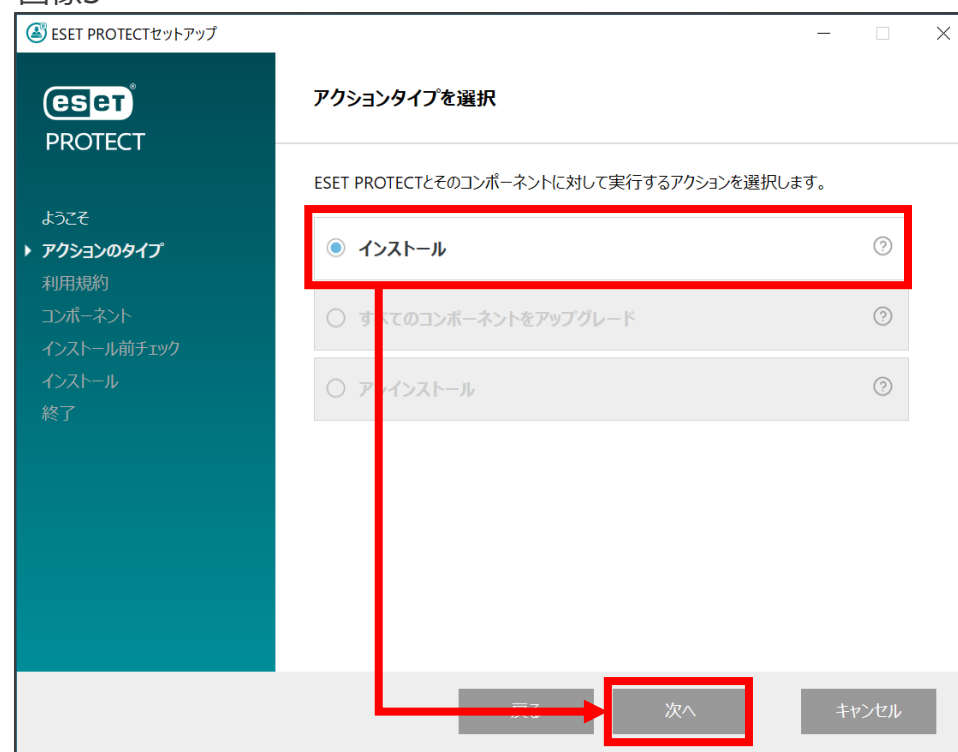 ESET PROTECTセットアップ
eset
PROTECT
アクションタイプを選択
ESET PROTECTとそのコンポーネントに対して実行するアクションを選択します。
ようこそ
アクションのタイプ
利用規約
コンポーネント
インストール前チェック
インストール
終了
インストール
すべてのコンポーネントをアップグレード
アンインストール
戻る
次へ
キャンセル